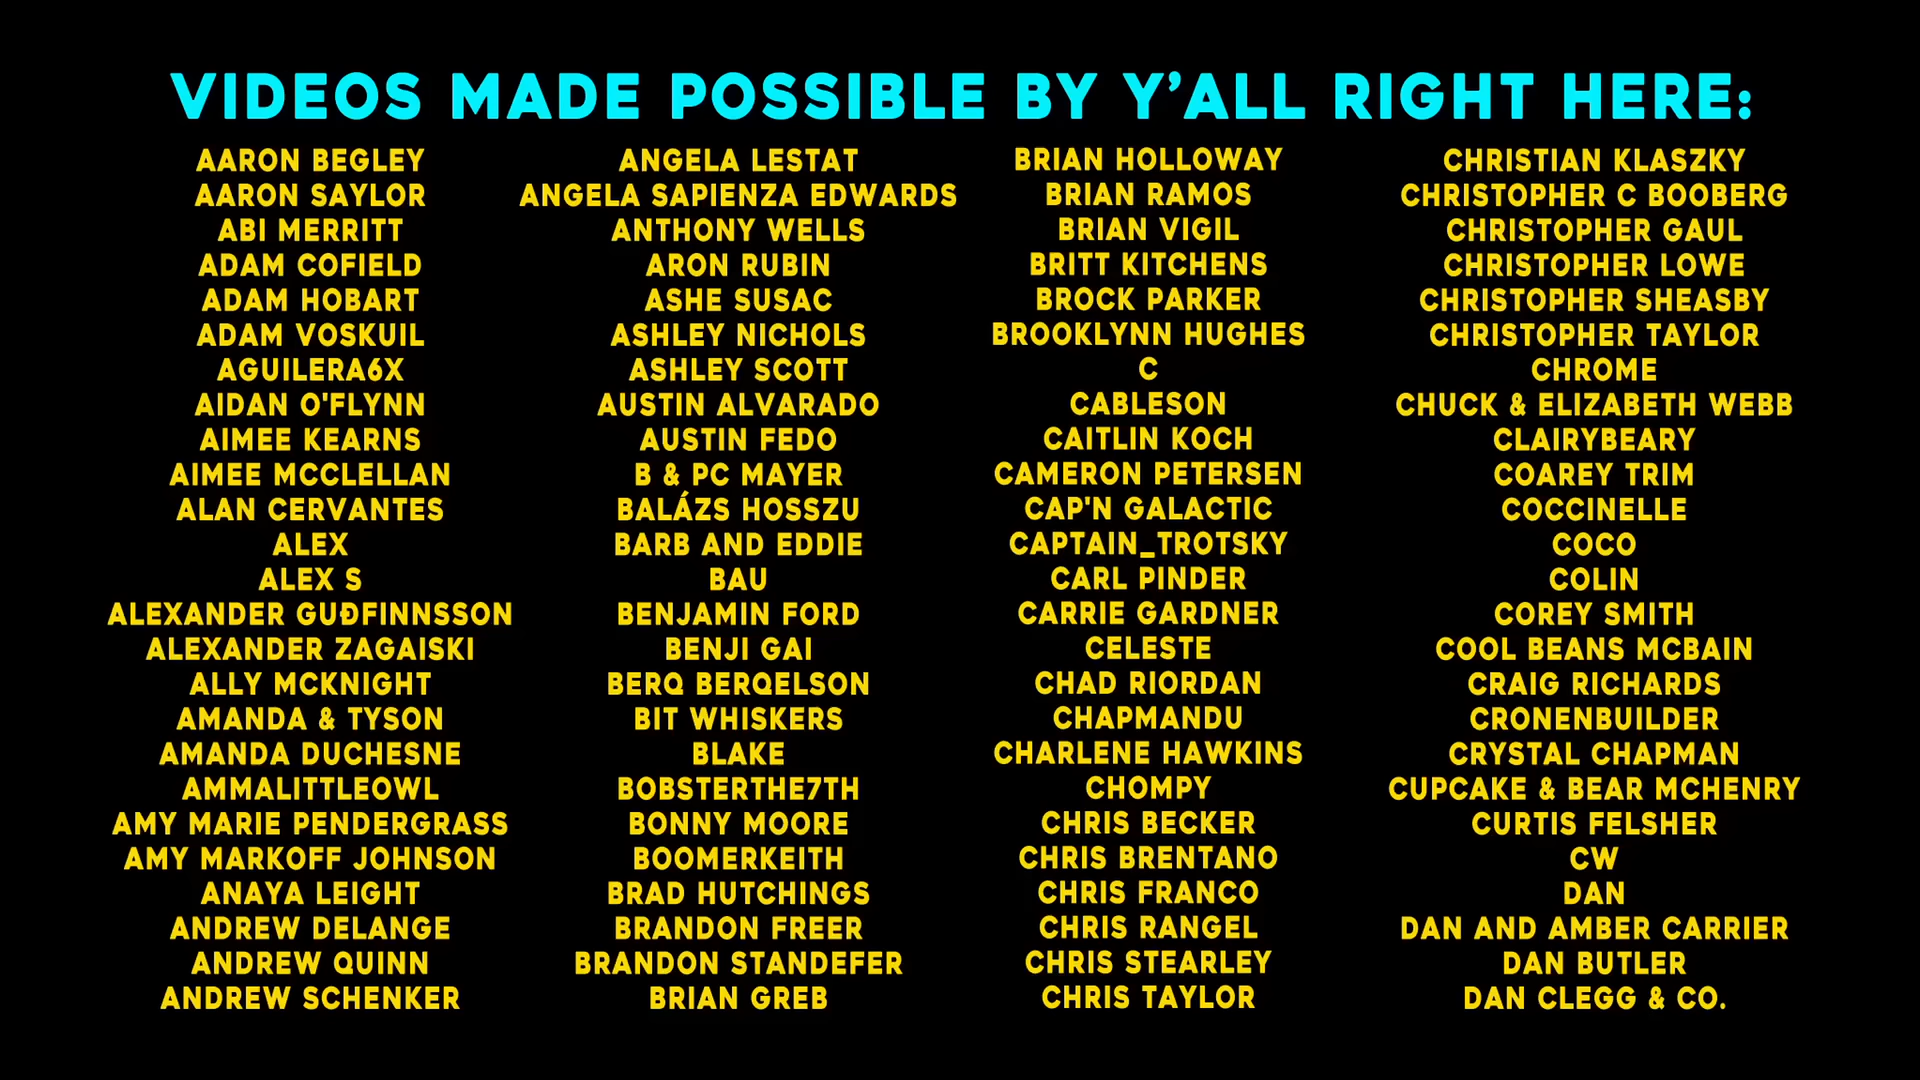 VIDEOS MADE POSSIBLE BY Y’ALL RIGHT HERE:
AARON BEGLEY
AARON SAYLOR
ABI MERRITT
ADAM COFIELD
ADAM HOBART
ADAM VOSKUIL
AGUILERA6X
AIDAN O'FLYNN
AIMEE KEARNS
AIMEE MCCLELLAN
ALAN CERVANTES
ALEX
ALEX S
ALEXANDER GUÐFINNSSON
ALEXANDER ZAGAISKI
ALLY MCKNIGHT
AMANDA & TYSON
AMANDA DUCHESNE
AMMALITTLEOWL
AMY MARIE PENDERGRASS
AMY MARKOFF JOHNSON
ANAYA LEIGHT
ANDREW DELANGE
ANDREW QUINN
ANDREW SCHENKER
ANGELA LESTAT
ANGELA SAPIENZA EDWARDS
ANTHONY WELLS
ARON RUBIN
ASHE SUSAC
ASHLEY NICHOLS
ASHLEY SCOTT
AUSTIN ALVARADO
AUSTIN FEDO
B & PC MAYER
BALÁZS HOSSZU
BARB AND EDDIE
BAU
BENJAMIN FORD
BENJI GAI
BERQ BERQELSON
BIT WHISKERS
BLAKE
BOBSTERTHE7TH
BONNY MOORE
BOOMERKEITH
BRAD HUTCHINGS
BRANDON FREER
BRANDON STANDEFER
BRIAN GREB
BRIAN HOLLOWAY
BRIAN RAMOS
BRIAN VIGIL
BRITT KITCHENS
BROCK PARKER
BROOKLYNN HUGHES
C
CABLESON
CAITLIN KOCH
CAMERON PETERSEN
CAP'N GALACTIC
CAPTAIN_TROTSKY
CARL PINDER
CARRIE GARDNER
CELESTE
CHAD RIORDAN
CHAPMANDU
CHARLENE HAWKINS
CHOMPY
CHRIS BECKER
CHRIS BRENTANO
CHRIS FRANCO
CHRIS RANGEL
CHRIS STEARLEY
CHRIS TAYLOR
CHRISTIAN KLASZKY
CHRISTOPHER C BOOBERG
CHRISTOPHER GAUL
CHRISTOPHER LOWE
CHRISTOPHER SHEASBY
CHRISTOPHER TAYLOR
CHROME
CHUCK & ELIZABETH WEBB
CLAIRYBEARY
COAREY TRIM
COCCINELLE
COCO
COLIN
COREY SMITH
COOL BEANS MCBAIN
CRAIG RICHARDS
CRONENBUILDER
CRYSTAL CHAPMAN
CUPCAKE & BEAR MCHENRY
CURTIS FELSHER
CW
DAN
DAN AND AMBER CARRIER
DAN BUTLER
DAN CLEGG & CO.